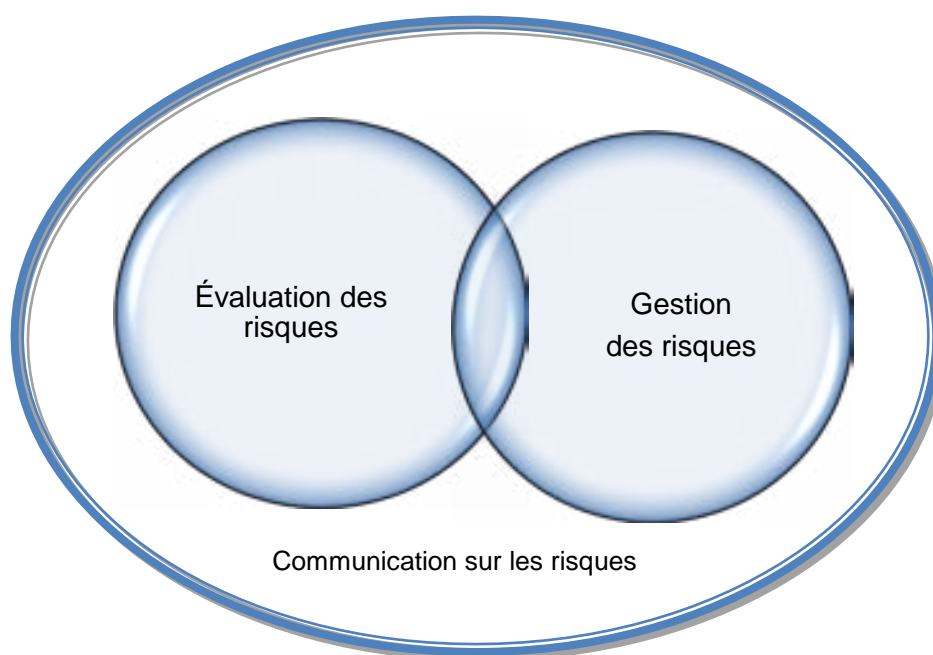 Évaluation des
risques
Gestion
des risques
Communication sur les risques